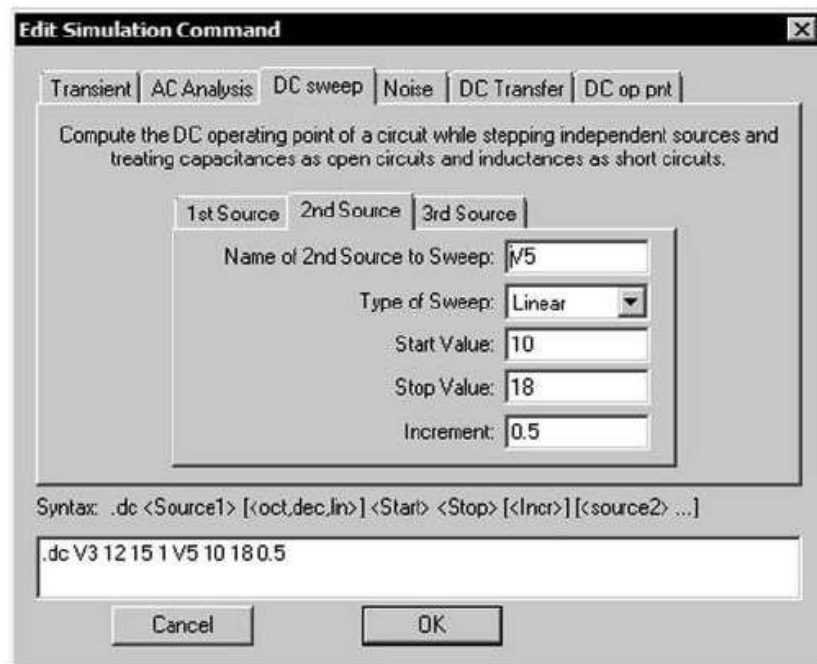 Edit Simulation Command
Transient AC Analysis DC sweep Noise DC Transfer DC op pnt
Compute the DC operating point of a circuit while stepping independent sources and
treating capacitances as open circuits and inductances as short circuits.
1st Source 2nd Source 3rd Source
Name of 2nd Source to Sweep: V5
Type of Sweep: Linear
Start Value: 10
Stop Value: 18
Increment: 0.5
Syntax: .dc <Source1> [<oct,dec,lin>] <Start> <Stop> [<Incr>] [<source2> ...]
.dc V3 12 15 1 V5 10 18 0.5
Cancel OK